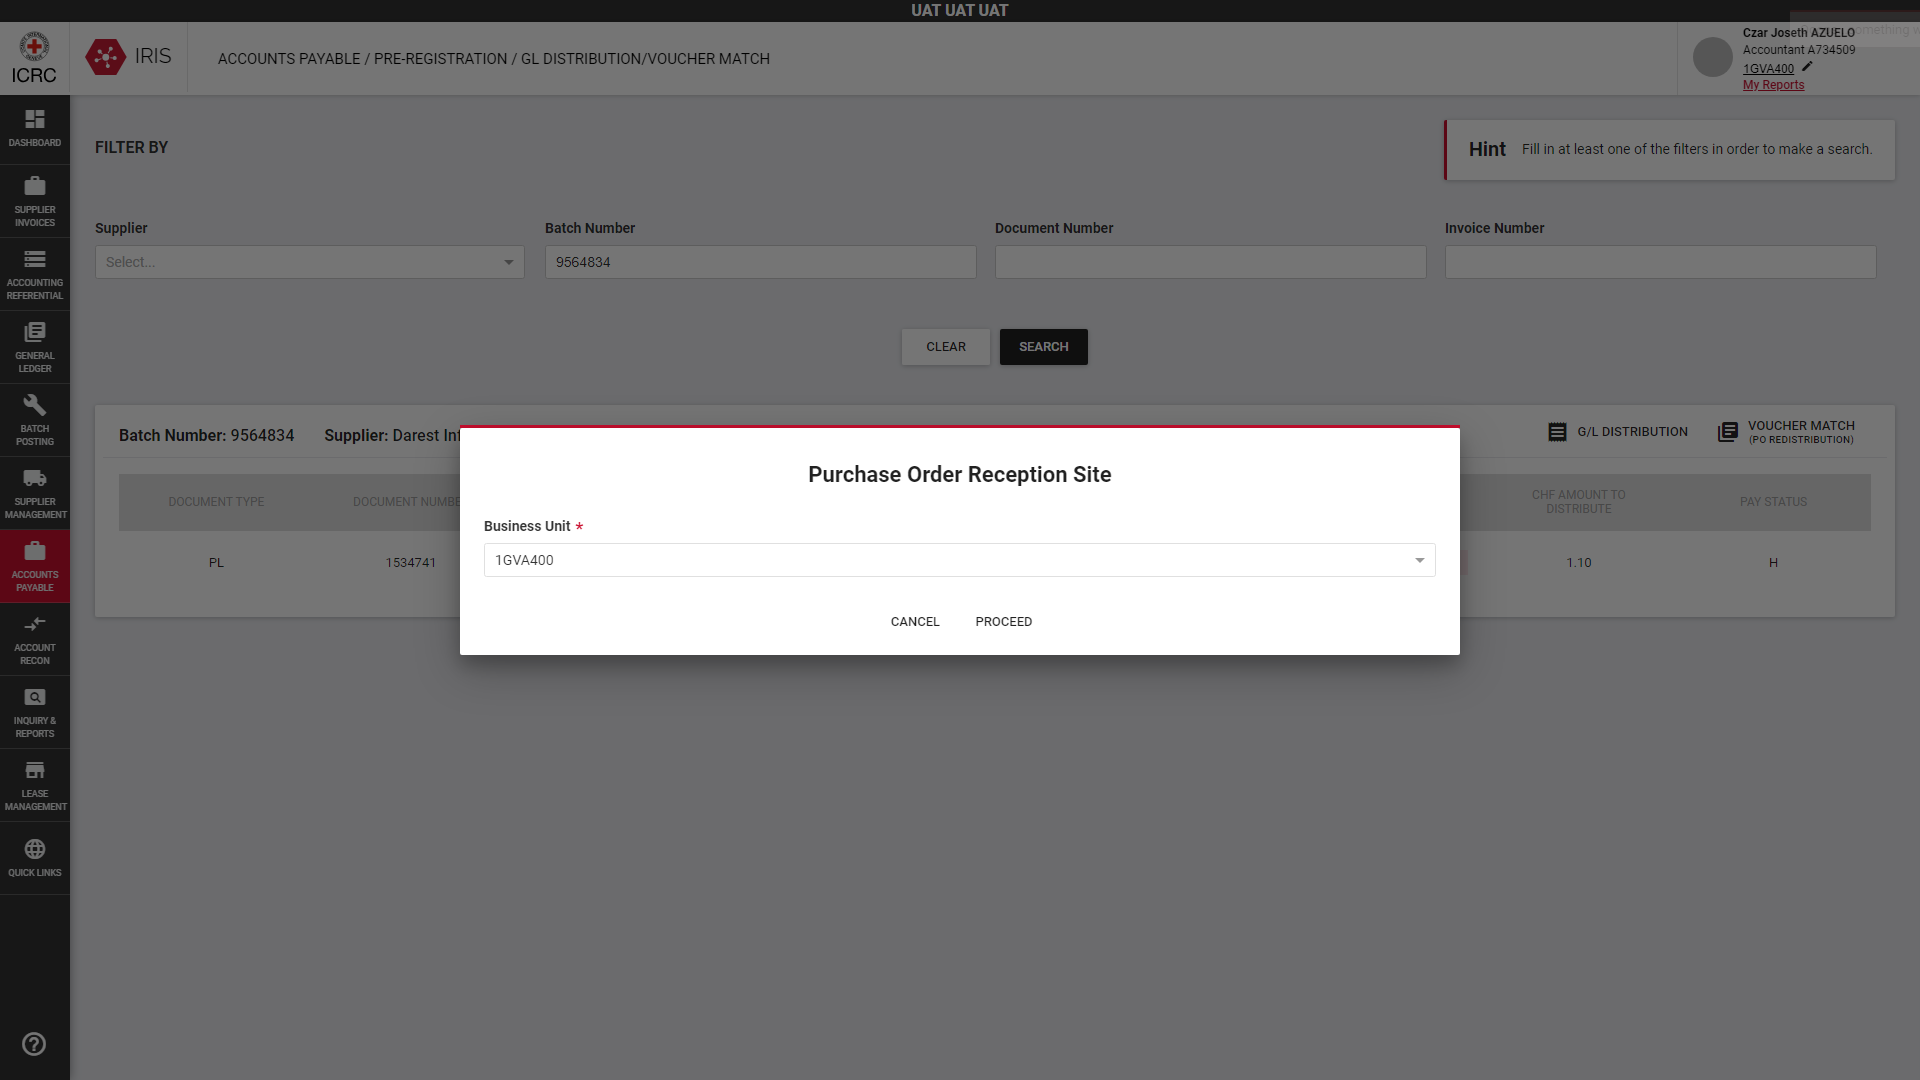 UAT UAT UAT
ICRC
IRIS
ACCOUNTS PAYABLE / PRE-REGISTRATION / GL DISTRIBUTION/VOUCHER MATCH
Czar Joseth AZUELO
Accountant A734509
1GVA400
My Reports
DASHBOARD
SUPPLIER
INVOICES
ACCOUNTING
REFERENTIAL
GENERAL
LEDGER
BATCH
POSTING
SUPPLIER
MANAGEMENT
ACCOUNTS
PAYABLE
ACCOUNT
RECON
INQUIRY &
REPORTS
LEASE
MANAGEMENT
QUICK LINKS
FILTER BY
Hint Fill in at least one of the filters in order to make a search.
Supplier
Select...
Batch Number
9564834
Document Number
Invoice Number
CLEAR
SEARCH
Batch Number: 9564834 Supplier: Darest
G/L DISTRIBUTION
VOUCHER MATCH
(PO REDISTRIBUTION)
DOCUMENT TYPE
DOCUMENT
CHF AMOUNT TO
DISTRIBUTE
PAY STATUS
PL
1534741
1.10
H
Purchase Order Reception Site
Business Unit *
1GVA400
CANCEL
PROCEED